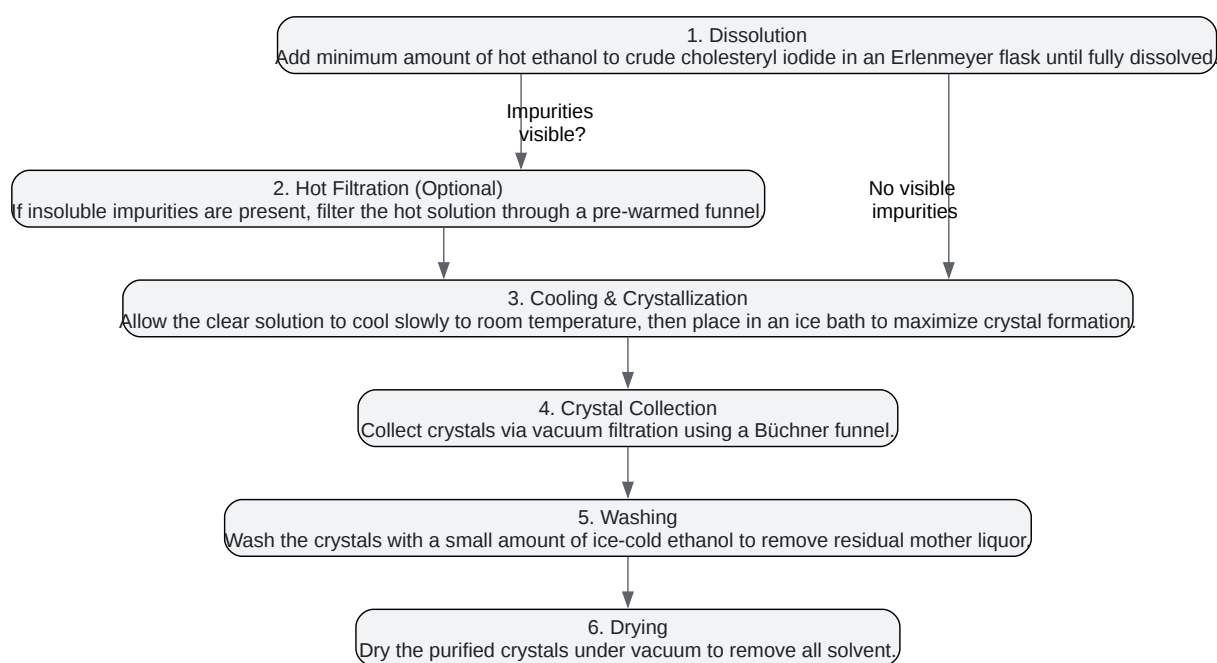 1. Dissolution
Add minimum amount of hot ethanol to crude cholesteryl iodide in an Erlenmeyer flask until fully dissolved.
Impurities
visible?
2. Hot Filtration (Optional)
If insoluble impurities are present, filter the hot solution through a pre-warmed funnel.
No visible
impurities
3. Cooling & Crystallization
Allow the clear solution to cool slowly to room temperature, then place in an ice bath to maximize crystal formation.
4. Crystal Collection
Collect crystals via vacuum filtration using a Büchner funnel.
5. Washing
Wash the crystals with a small amount of ice-cold ethanol to remove residual mother liquor.
6. Drying
Dry the purified crystals under vacuum to remove all solvent.